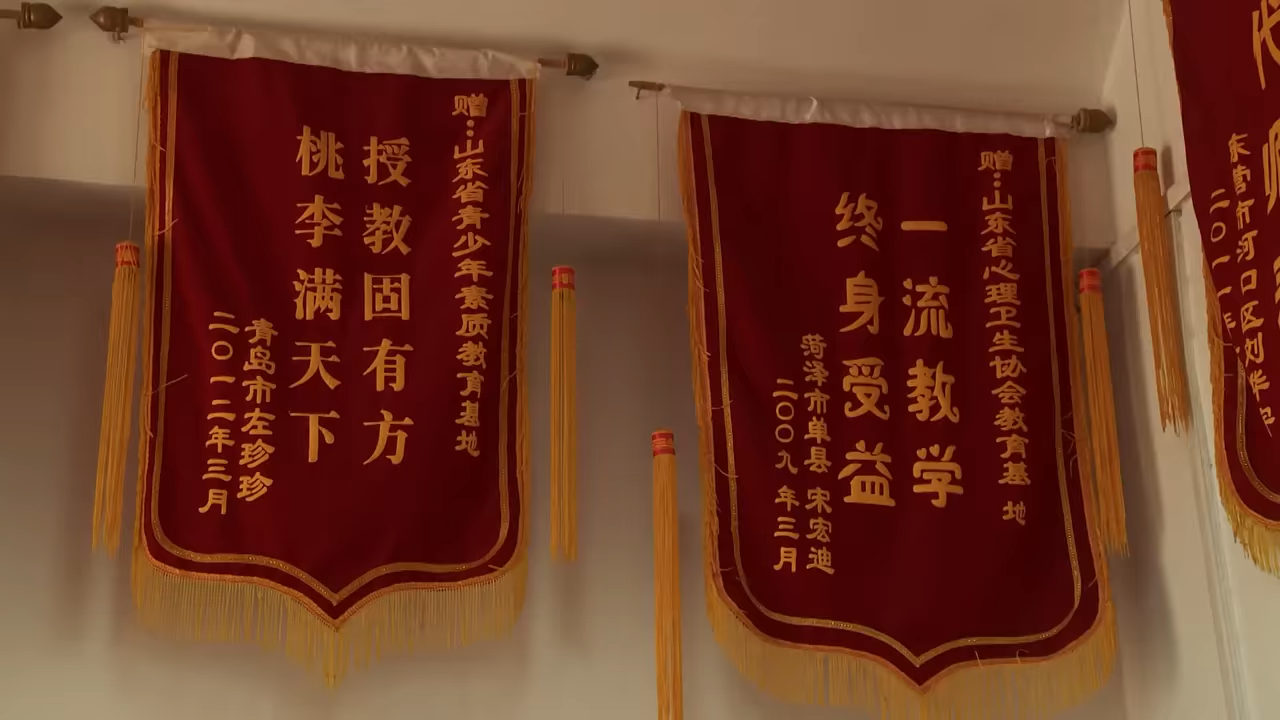 赠：山东省青少年素质教育基地
授教固有方
桃李满天下
青岛市左珍珍
二〇一二年三月
赠：山东省心理卫生协会教育基地
一流教学
终身受益
菏泽市单县 宋宏迪
二〇〇九年三月
东营市河口区刘华
二〇一一年